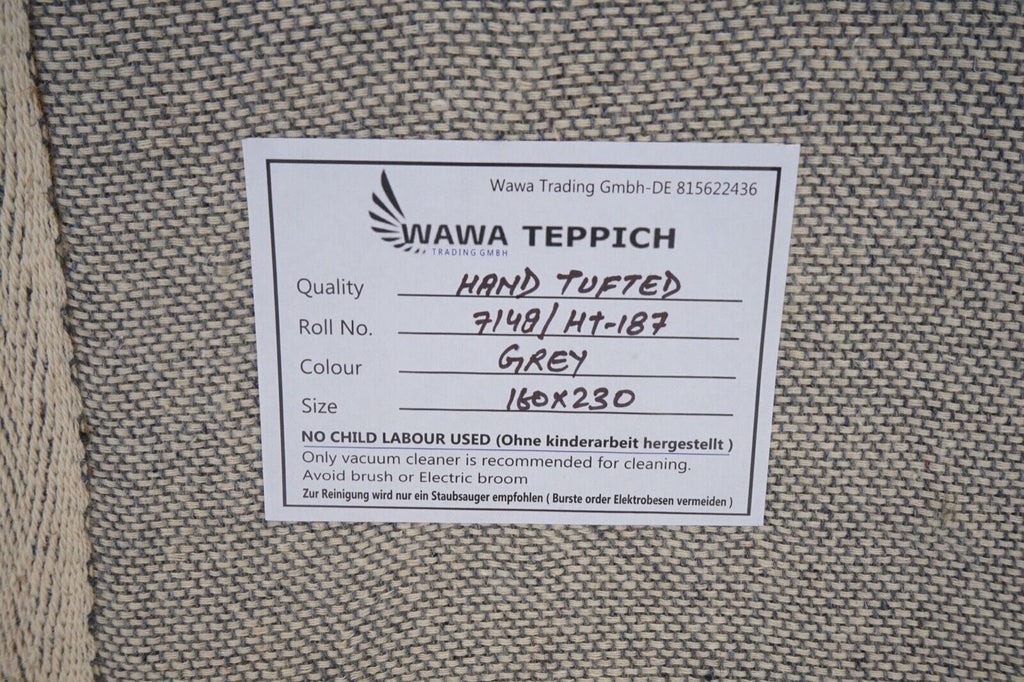 Wawa Trading Gmbh-DE 815622436
WAWA TEPPICH
TRADING GMBH
Quality HAND TUFTED
Roll No. 7148/HT-187
Colour GREY
Size 160x230
NO CHILD LABOUR USED (Ohne kinderarbeit hergestellt )
Only vacuum cleaner is recommended for cleaning.
Avoid brush or Electric broom
Zur Reinigung wird nur ein Staubsauger empfohlen ( Burste order Elektrobesen vermeiden )